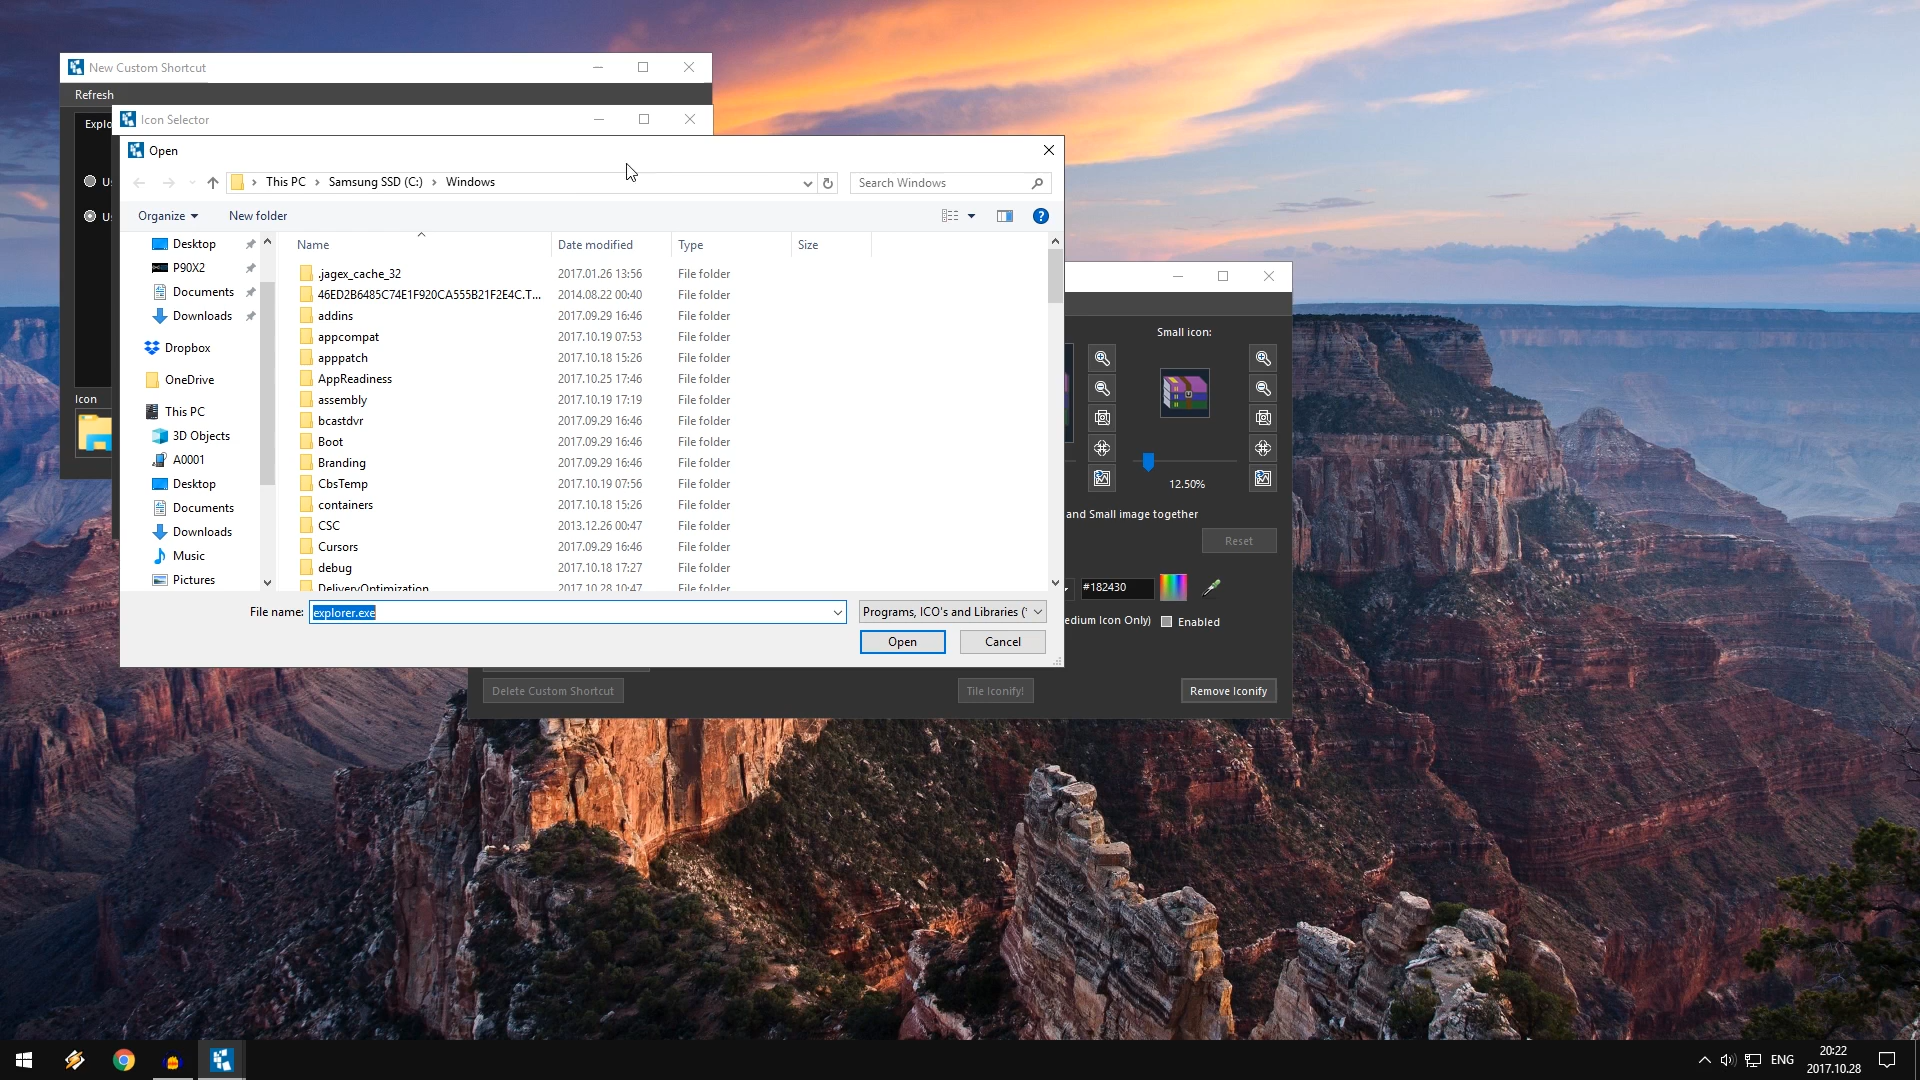 New Custom Shortcut
Refresh
Icon Selector
Open
This PC
Samsung SSD (C:)
Windows
Search Windows
Organize
New folder
Desktop
P90X2
Documents
Downloads
Dropbox
OneDrive
This PC
3D Objects
A0001
Desktop
Documents
Downloads
Music
Pictures
Name Date modified Type Size
.jagex_cache_32 2017.01.26 13:56 File folder
46ED2B6485C74E1F920CA555B21F2E4C.T... 2014.08.22 00:40 File folder
addins 2017.09.29 16:46 File folder
appcompat 2017.10.19 07:53 File folder
apppatch 2017.10.18 15:26 File folder
AppReadiness 2017.10.25 17:46 File folder
assembly 2017.10.19 17:19 File folder
bcastdvr 2017.09.29 16:46 File folder
Boot 2017.09.29 16:46 File folder
Branding 2017.09.29 16:46 File folder
CbsTemp 2017.10.19 07:56 File folder
containers 2017.10.18 15:26 File folder
CSC 2013.12.26 00:47 File folder
Cursors 2017.09.29 16:46 File folder
debug 2017.10.18 17:27 File folder
DeliveryOptimization 2017.10.28 10:47 File folder
File name: explorer.exe
Programs, ICO's and Libraries (
Open
Cancel
Explo
Icon
Small icon:
12.50%
and Small image together
Reset
#182430
edium Icon Only)
Enabled
Delete Custom Shortcut
Tile Iconify!
Remove Iconify
ENG
20:22
2017.10.28